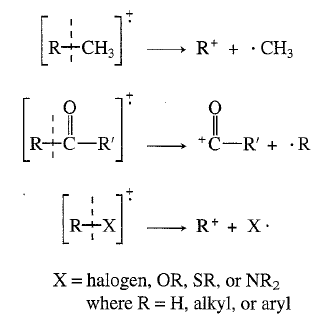 [R–CH₃]⁺· → R⁺ + ·CH₃
O O
[R–C–R′]⁺· → ⁺C–R′ + ·R
[R–X]⁺· → R⁺ + X·
X = halogen, OR, SR, or NR₂
where R = H, alkyl, or aryl